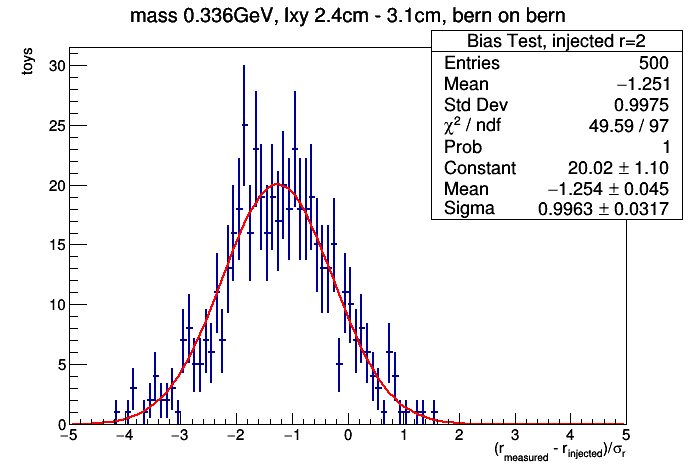 mass 0.336GeV, lxy 2.4cm - 3.1cm, bern on bern
toys
Bias Test, injected r=2
Entries 500
Mean −1.251
Std Dev 0.9975
χ² / ndf 49.59 / 97
Prob 1
Constant 20.02 ± 1.10
Mean −1.254 ± 0.045
Sigma 0.9963 ± 0.0317
30
25
20
15
10
5
0
−5 −4 −3 −2 −1 0 1 2 3 4 5
(r_measured - r_injected)/σ_r